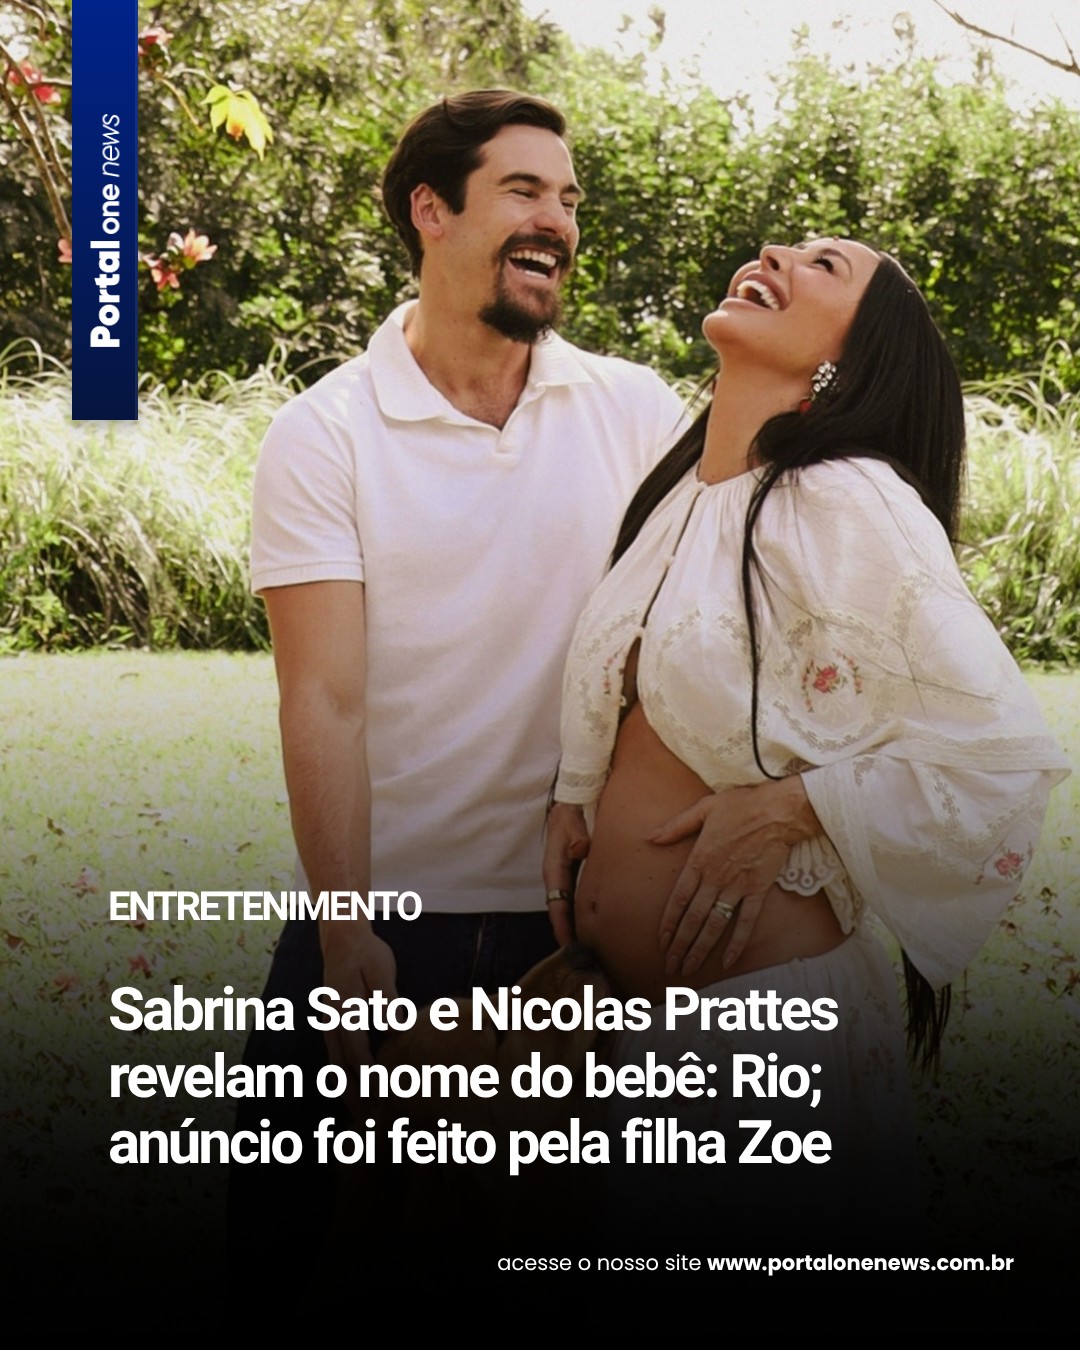 Portal one news
ENTRETENIMENTO
Sabrina Sato e Nicolas Prattes
revelam o nome do bebê: Rio;
anúncio foi feito pela filha Zoe
acesse o nosso site www.portalonenews.com.br